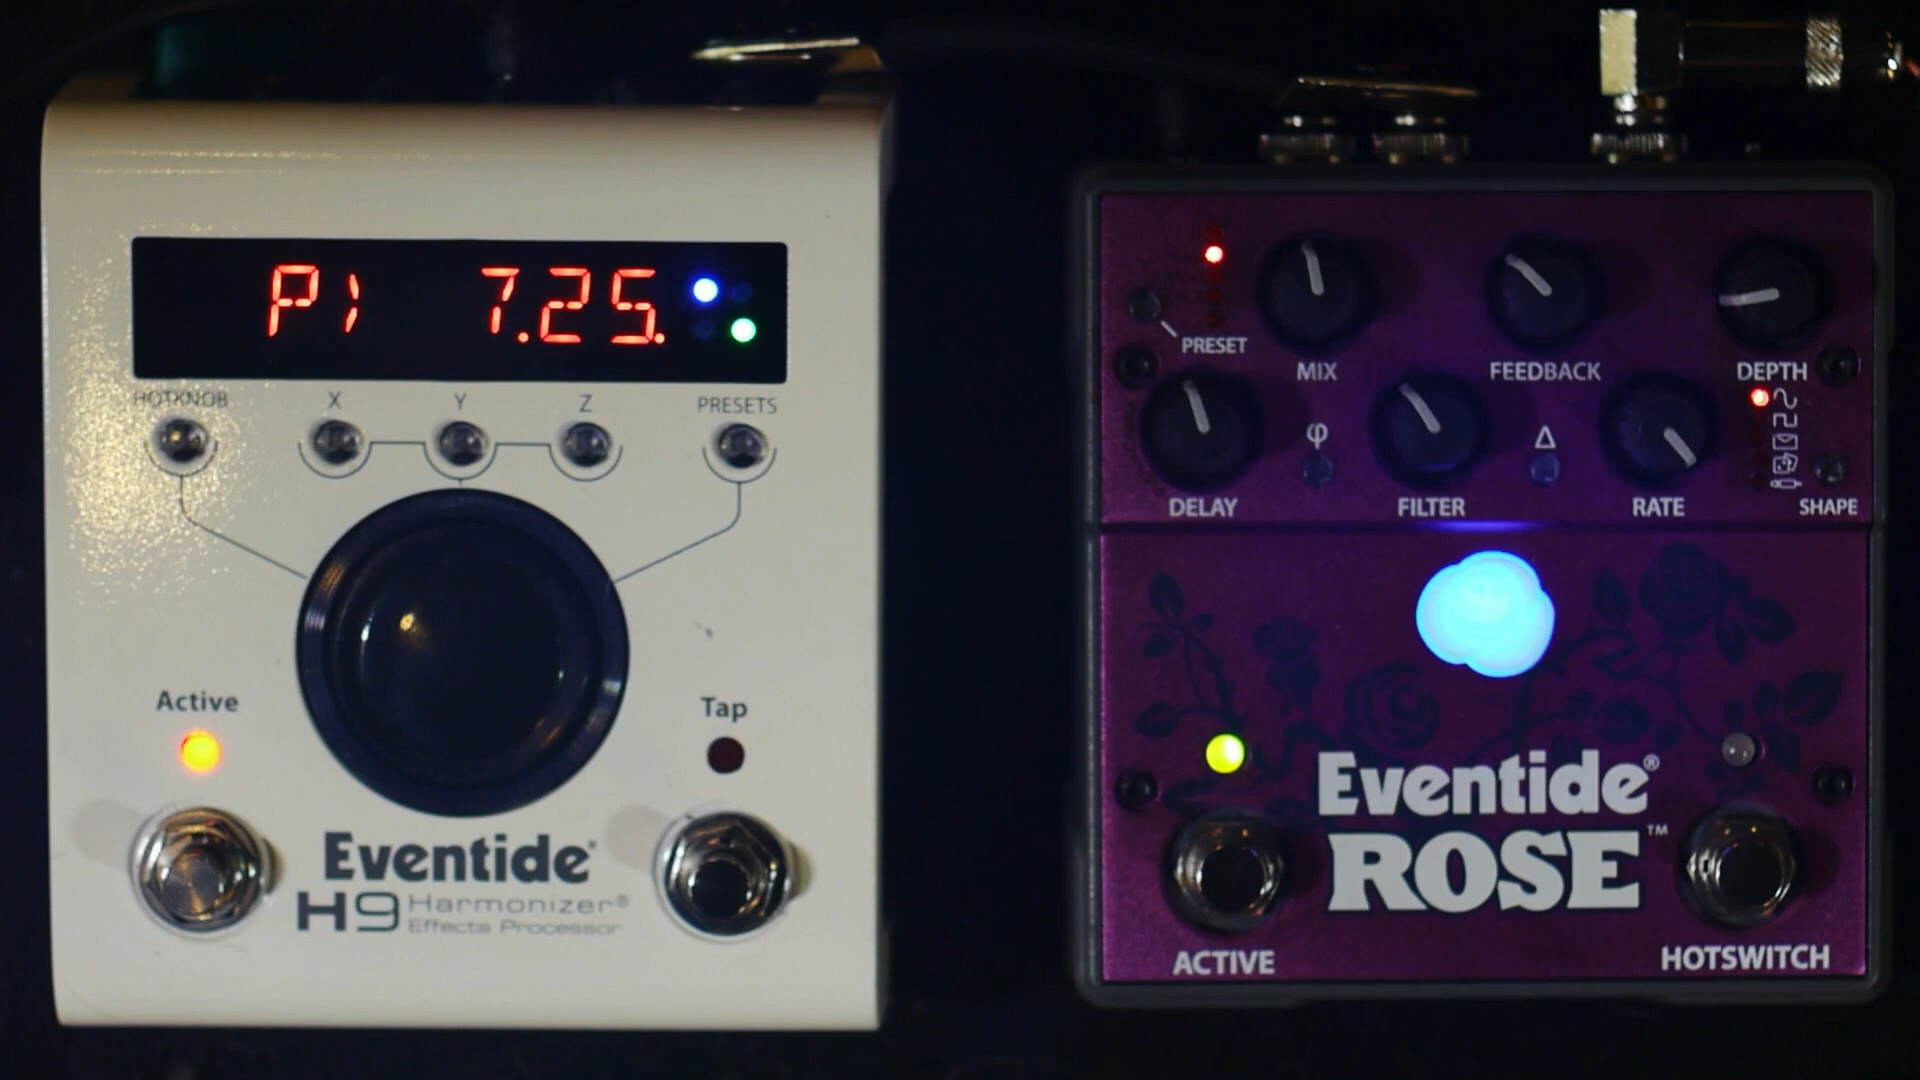 P) 7.25.
HOTKNOB X Y Z PRESETS
Active
Tap
Eventide®
H9 Harmonizer®
Effects Processor
PRESET
MIX
FEEDBACK
DEPTH
φ
Δ
DELAY
FILTER
RATE
SHAPE
Eventide®
ROSE™
ACTIVE
HOTSWITCH